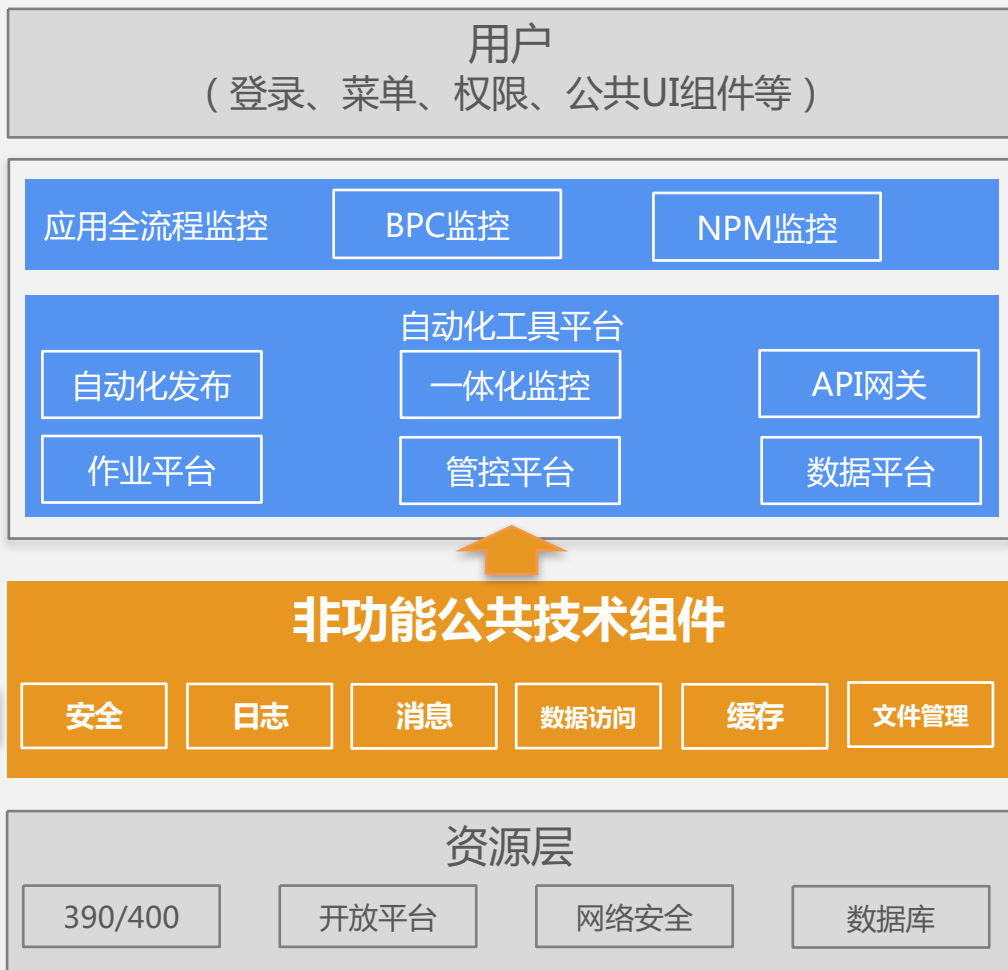 用户
（登录、菜单、权限、公共UI组件等）
应用全流程监控 BPC监控 NPM监控
自动化工具平台
自动化发布 一体化监控 API网关
作业平台 管控平台 数据平台
非功能公共技术组件
安全 日志 消息 数据访问 缓存 文件管理
资源层
390/400 开放平台 网络安全 数据库